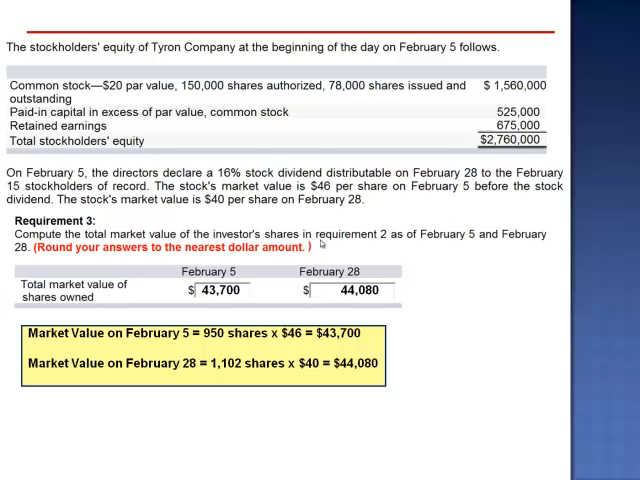 The stockholders' equity of Tyron Company at the beginning of the day on February 5 follows.
Common stock—$20 par value, 150,000 shares authorized, 78,000 shares issued and outstanding $ 1,560,000
Paid-in capital in excess of par value, common stock 525,000
Retained earnings 675,000
Total stockholders' equity $2,760,000
On February 5, the directors declare a 16% stock dividend distributable on February 28 to the February
15 stockholders of record. The stock's market value is $46 per share on February 5 before the stock
dividend. The stock's market value is $40 per share on February 28.
Requirement 3:
Compute the total market value of the investor's shares in requirement 2 as of February 5 and February
28. (Round your answers to the nearest dollar amount. )
February 5 February 28
Total market value of shares owned $ 43,700 $ 44,080
Market Value on February 5 = 950 shares x $46 = $43,700
Market Value on February 28 = 1,102 shares x $40 = $44,080